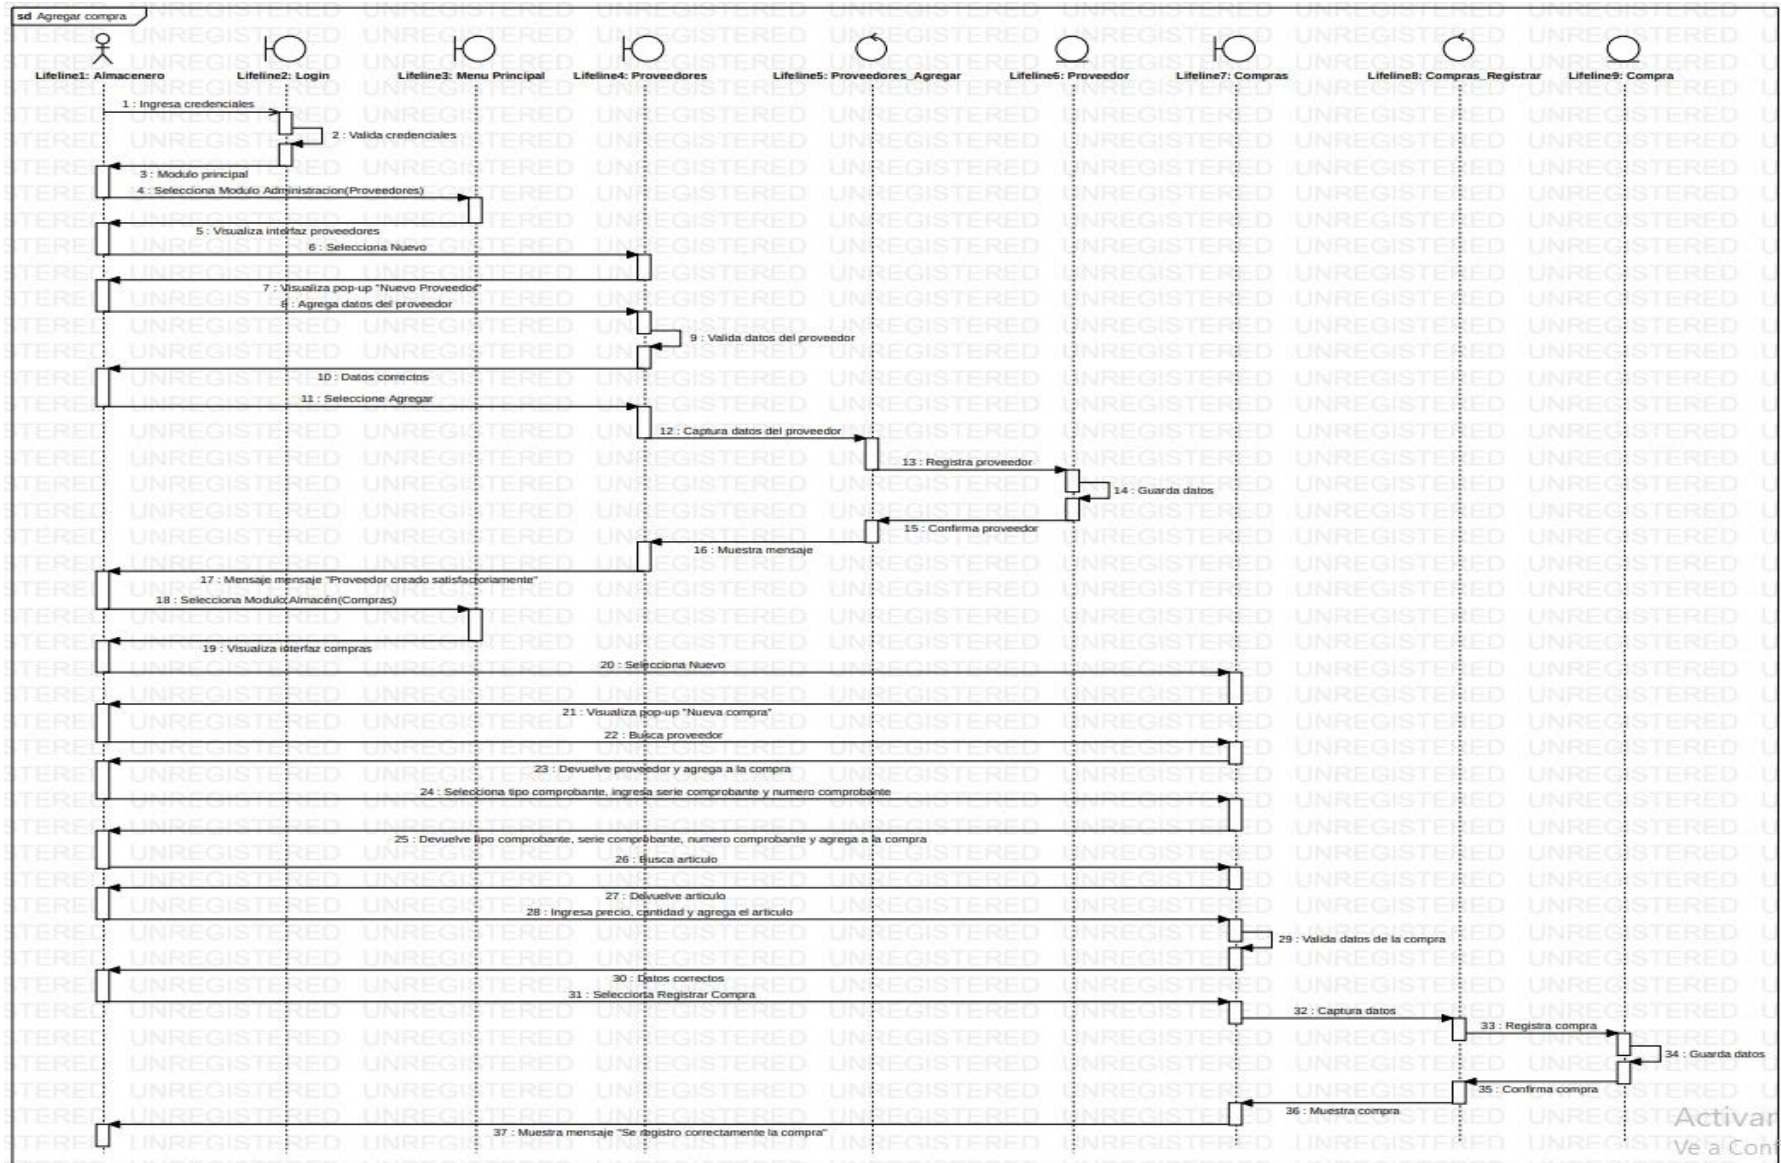 sd Agregar compra
Lifeline1: Almacenero
Lifeline2: Login
Lifeline3: Menu Principal
Lifeline4: Proveedores
Lifeline5: Proveedores_Agregar
Lifeline6: Proveedor
Lifeline7: Compras
Lifeline8: Compras_Registrar
Lifeline9: Compra
1 : Ingresa credenciales
2 : Valida credenciales
3 : Modulo principal
4 : Selecciona Modulo Administracion(Proveedores)
5 : Visualiza interfaz proveedores
6 : Selecciona Nuevo
7 : Visualiza pop-up "Nuevo Proveedor"
8 : Agrega datos del proveedor
9 : Valida datos del proveedor
10 : Datos correctos
11 : Seleccione Agregar
12 : Captura datos del proveedor
13 : Registra proveedor
14 : Guarda datos
15 : Confirma proveedor
16 : Muestra mensaje
17 : Mensaje mensaje "Proveedor creado satisfactoriamente"
18 : Selecciona Modulo Almacén(Compras)
19 : Visualiza interfaz compras
20 : Selecciona Nuevo
21 : Visualiza pop-up "Nueva compra"
22 : Busca proveedor
23 : Devuelve proveedor y agrega a la compra
24 : Selecciona tipo comprobante, ingresa serie comprobante y numero comprobante
25 : Devuelve tipo comprobante, serie comprobante, numero comprobante y agrega a la compra
26 : Busca articulo
27 : Devuelve articulo
28 : Ingresa precio, cantidad y agrega el articulo
29 : Valida datos de la compra
30 : Datos correctos
31 : Selecciona Registrar Compra
32 : Captura datos
33 : Registra compra
34 : Guarda datos
35 : Confirma compra
36 : Muestra compra
37 : Muestra mensaje "Se registro correctamente la compra"
UNREGISTERED
Activar
Ve a Conf